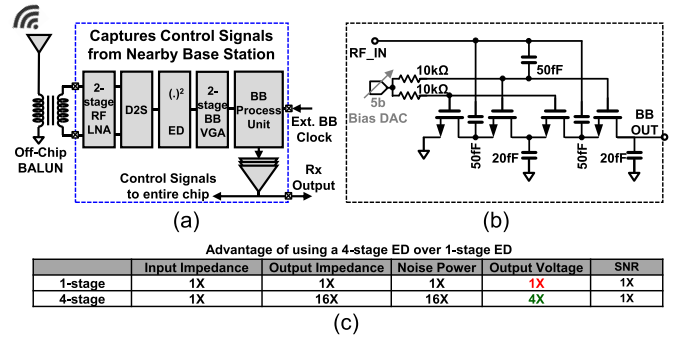 Captures Control Signals
from Nearby Base Station
2-
stage
RF
LNA
D2S
(.)²
ED
2-
stage
BB
VGA
BB
Process
Unit
Ext. BB
Clock
Off-Chip
BALUN
Control Signals
to entire chip
Rx
Output
(a)
RF_IN
10kΩ
10kΩ
5b
Bias DAC
50fF
50fF
20fF
50fF
20fF
BB
OUT
(b)
Advantage of using a 4-stage ED over 1-stage ED
Input Impedance Output Impedance Noise Power Output Voltage SNR
1-stage 1X 1X 1X 1X 1X
4-stage 1X 16X 16X 4X 1X
(c)